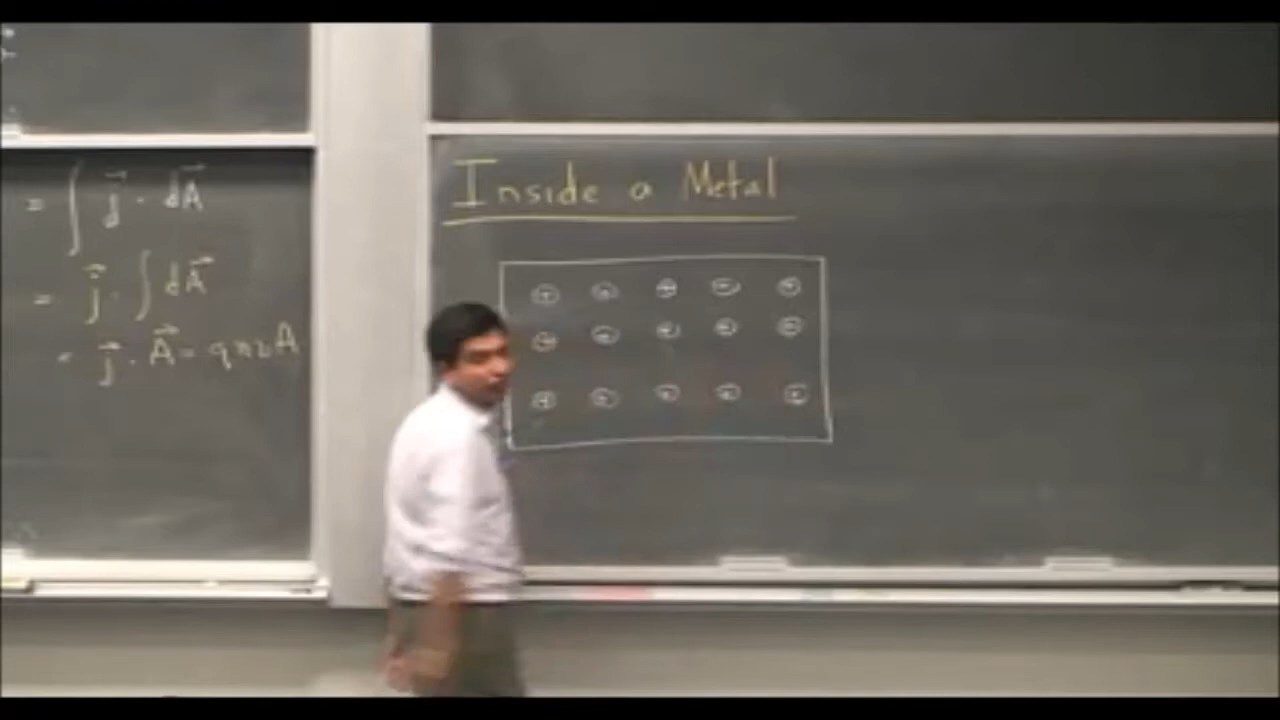 = ∫ j⃗ · dA⃗
= j⃗ · ∫ dA⃗
= j⃗ · A⃗ = qnvA
Inside a Metal
+ + + + +
+ + + + +
+ + + + +